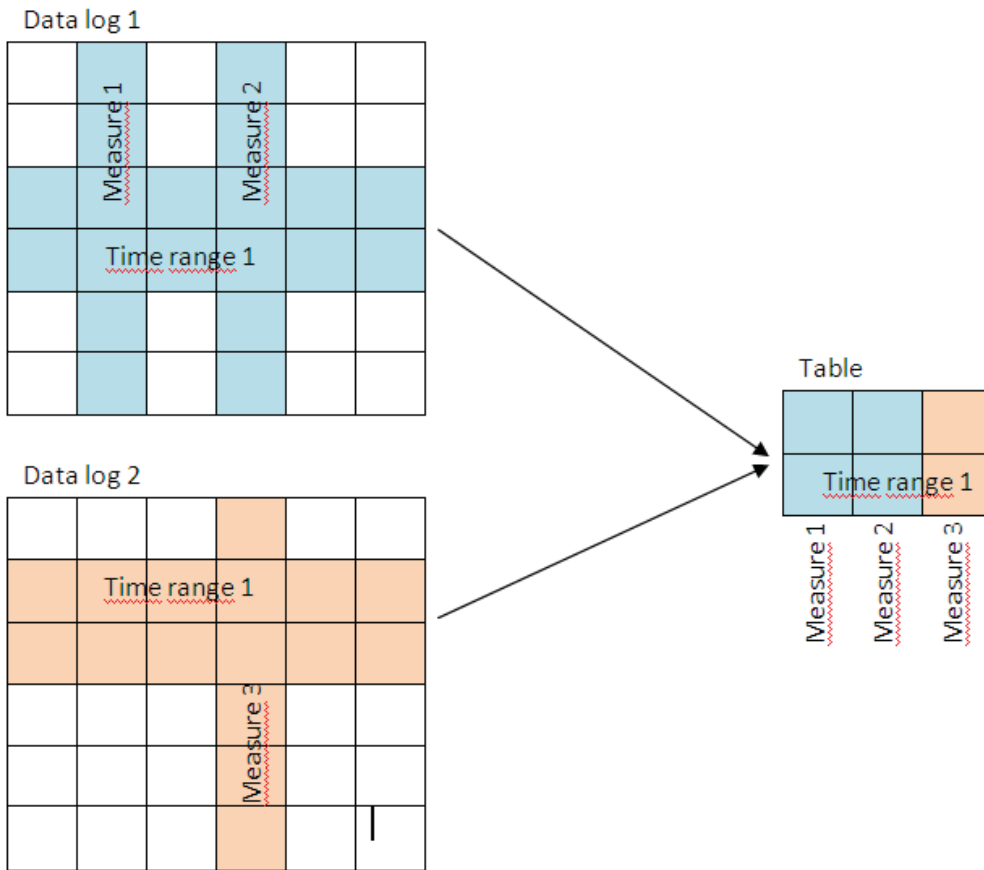 Data log 1
Measure 1
Measure 2
Time range 1
Table
Time range 1
Measure 1
Measure 2
Measure 3
Data log 2
Time range 1
Measure 3